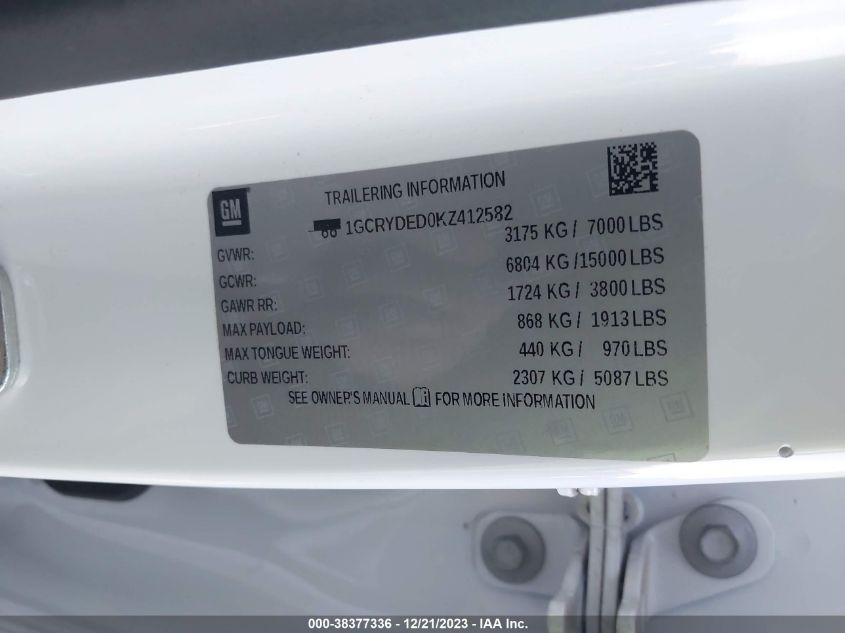 GM
TRAILERING INFORMATION
1GCRYDED0KZ412582
GVWR: 3175 KG / 7000 LBS
GCWR: 6804 KG /15000 LBS
GAWR RR: 1724 KG / 3800 LBS
MAX PAYLOAD: 868 KG / 1913 LBS
MAX TONGUE WEIGHT: 440 KG / 970 LBS
CURB WEIGHT: 2307 KG / 5087 LBS
SEE OWNER'S MANUAL i FOR MORE INFORMATION
000-38377336 - 12/21/2023 - IAA Inc.